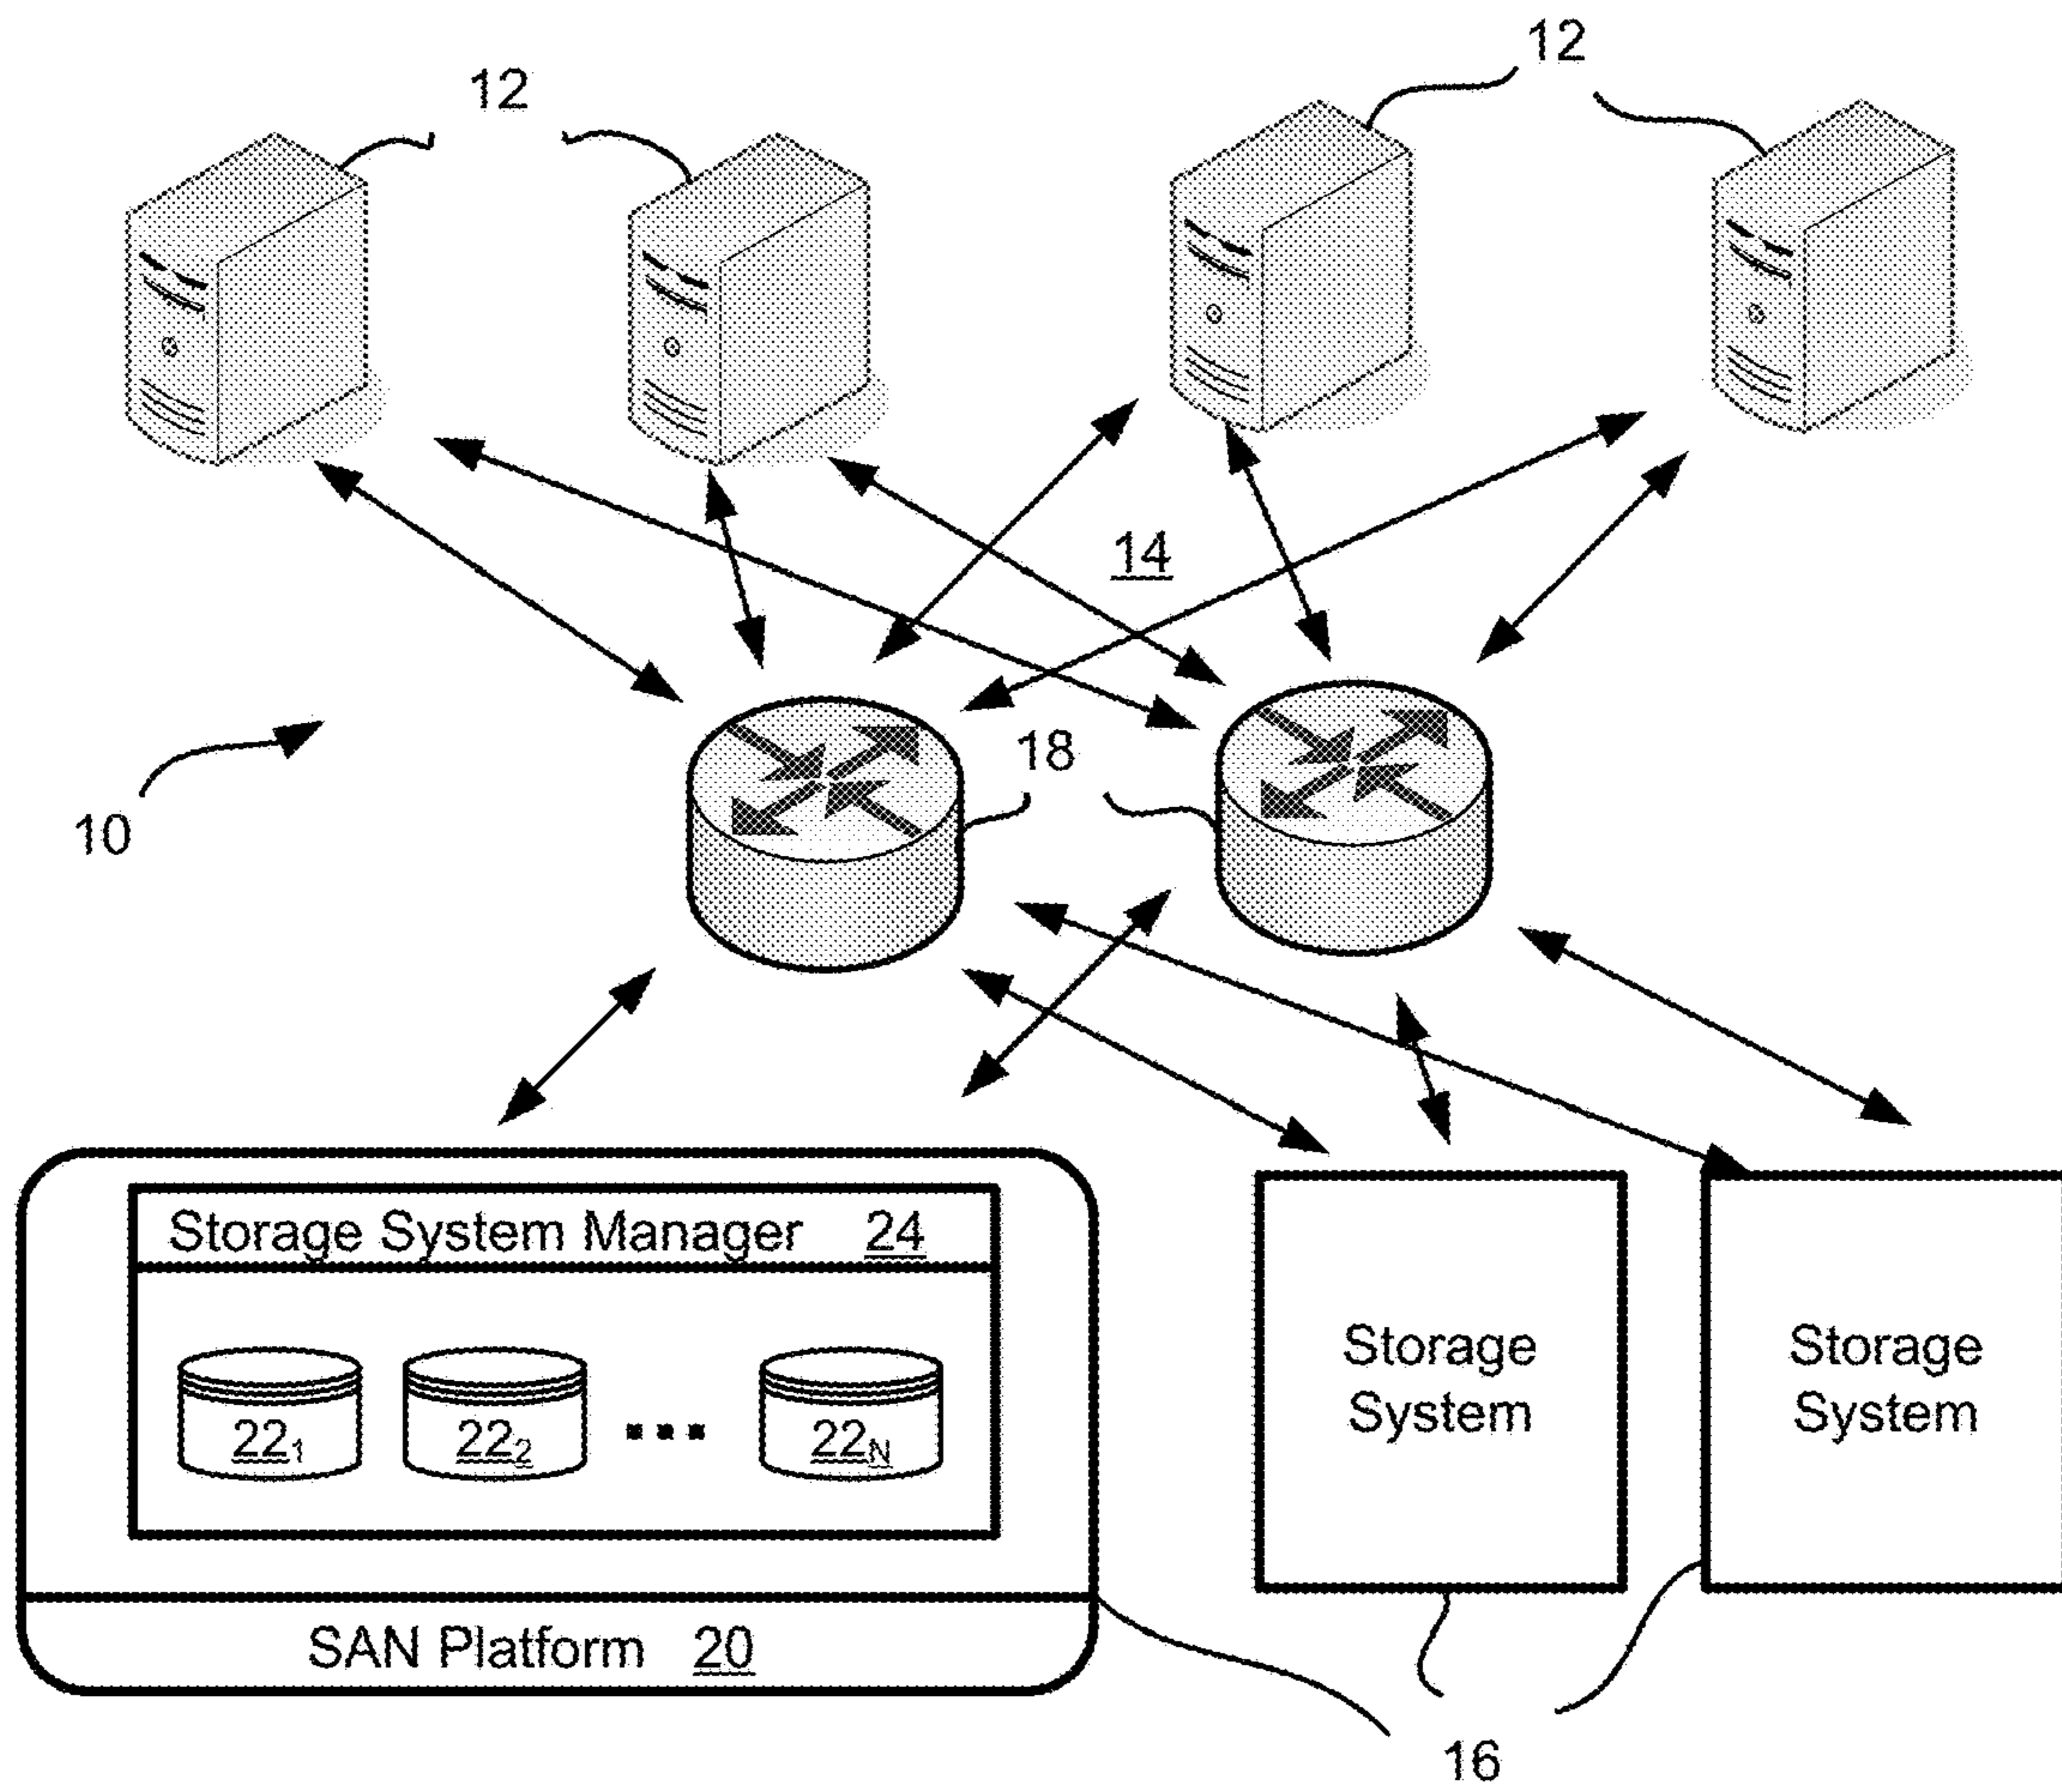 12
12
14
18
10
Storage System Manager 24
22₁ 22₂ ... 22N
Storage
System
Storage
System
SAN Platform 20
16